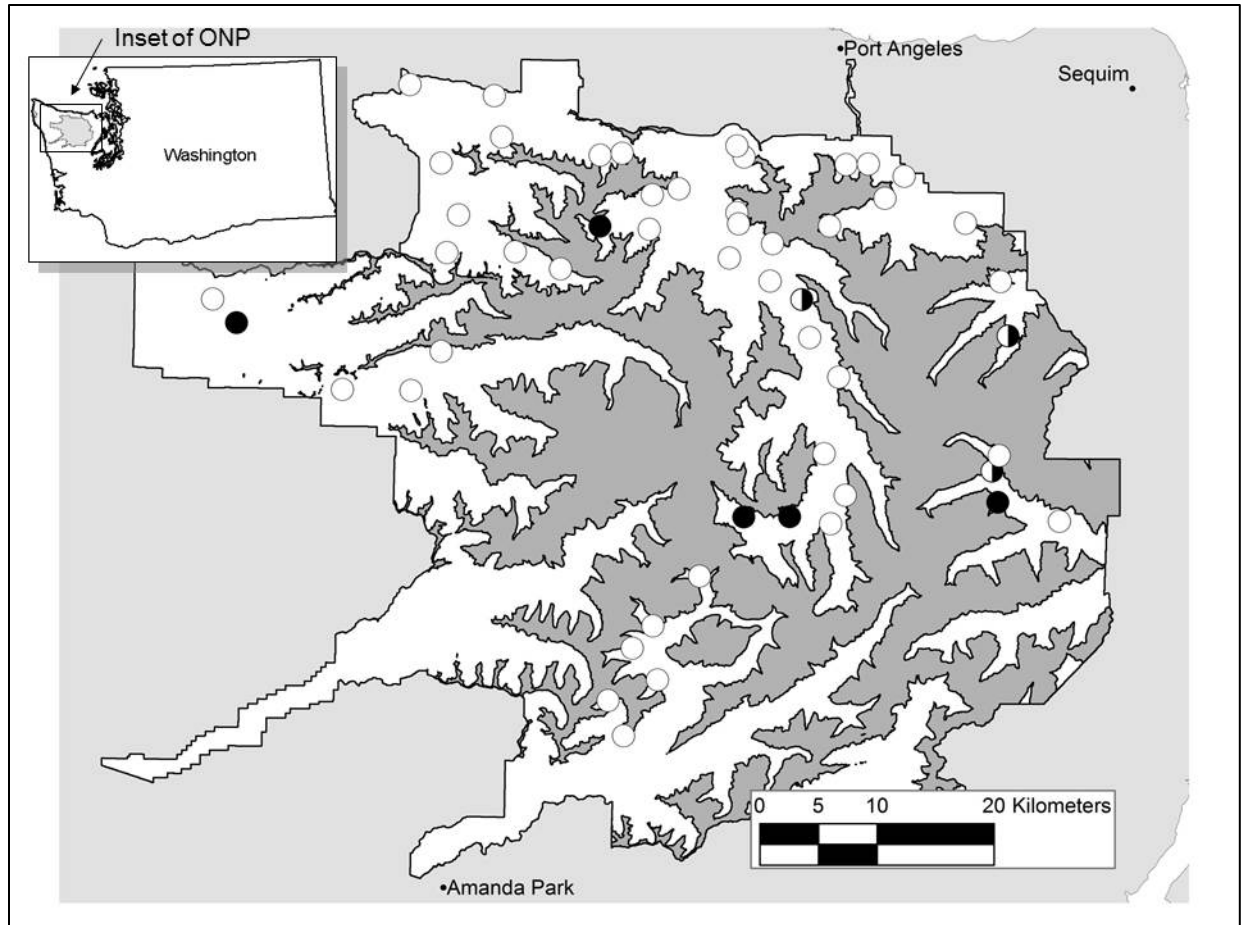 Inset of ONP
Washington
Port Angeles
Sequim
0 5 10 20 Kilometers
Amanda Park